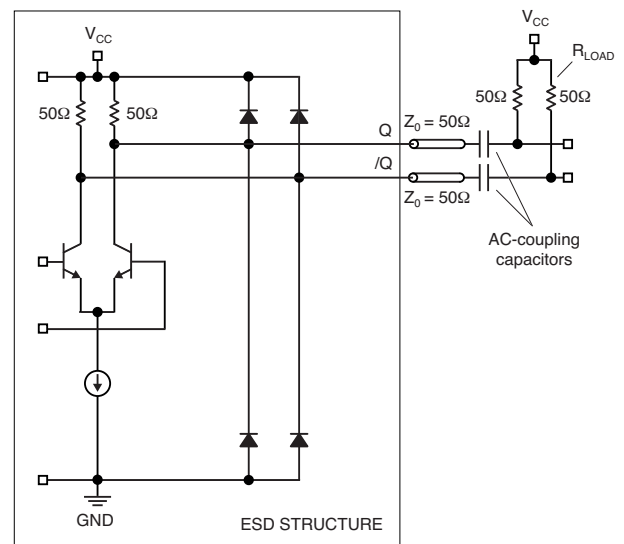 V_CC
50Ω
50Ω
Q
/Q
Z_0 = 50Ω
Z_0 = 50Ω
V_CC
R_LOAD
50Ω
50Ω
AC-coupling
capacitors
GND
ESD STRUCTURE